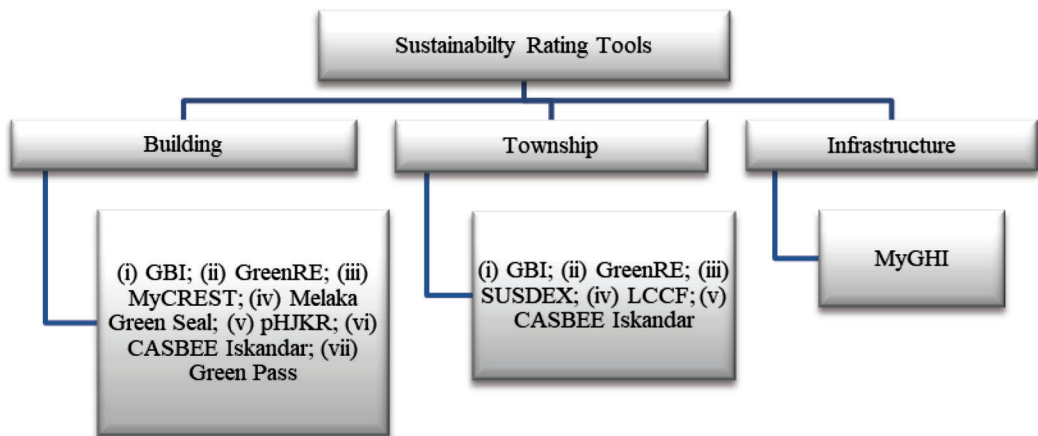 Sustainabilty Rating Tools
Building
Township
Infrastructure
(i) GBI; (ii) GreenRE; (iii)
MyCREST; (iv) Melaka
Green Seal; (v) pHJKR; (vi)
CASBEE Iskandar; (vii)
Green Pass
(i) GBI; (ii) GreenRE; (iii)
SUSDEX; (iv) LCCF; (v)
CASBEE Iskandar
MyGHI